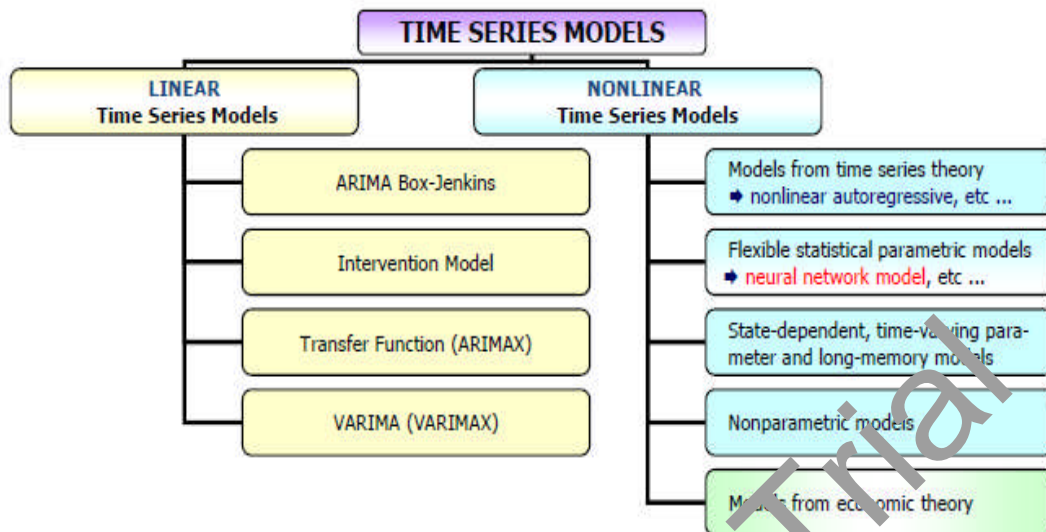 TIME SERIES MODELS
LINEAR
Time Series Models
NONLINEAR
Time Series Models
ARIMA Box-Jenkins
Intervention Model
Transfer Function (ARIMAX)
VARIMA (VARIMAX)
Models from time series theory
➨ nonlinear autoregressive, etc ...
Flexible statistical parametric models
➨ neural network model, etc ...
State-dependent, time-varying para-
meter and long-memory models
Nonparametric models
Models from economic theory
Trial